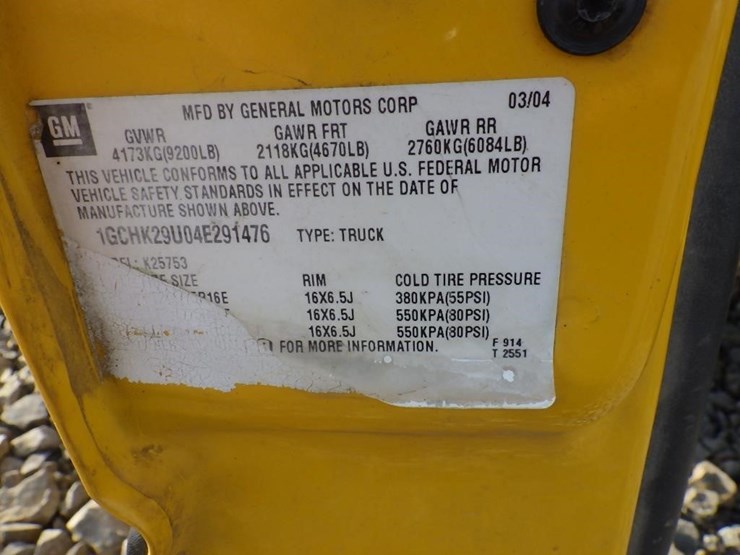 GM
MFD BY GENERAL MOTORS CORP 03/04
GVWR GAWR FRT GAWR RR
4173KG(9200LB) 2118KG(4670LB) 2760KG(6084LB)
THIS VEHICLE CONFORMS TO ALL APPLICABLE U.S. FEDERAL MOTOR
VEHICLE SAFETY STANDARDS IN EFFECT ON THE DATE OF
MANUFACTURE SHOWN ABOVE.
1GCHK29U04E291476 TYPE: TRUCK
K25753
SIZE RIM COLD TIRE PRESSURE
R16E 16X6.5J 380KPA(55PSI)
16X6.5J 550KPA(80PSI)
16X6.5J 550KPA(80PSI)
FOR MORE INFORMATION. F 914
T 2551